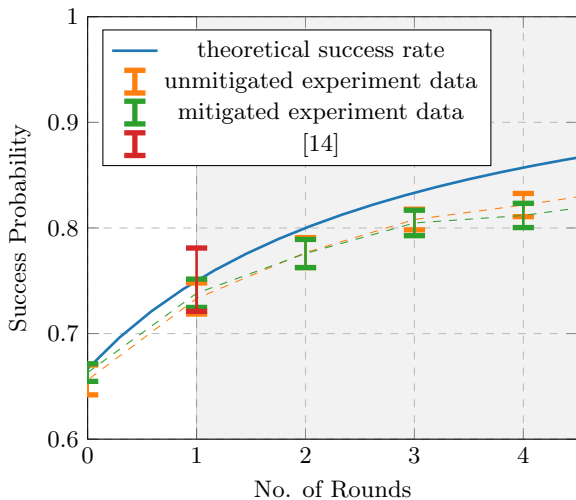 1
theoretical success rate
unmitigated experiment data
mitigated experiment data
[14]
0.9
0.8
0.7
0.6
Success Probability
0 1 2 3 4
No. of Rounds